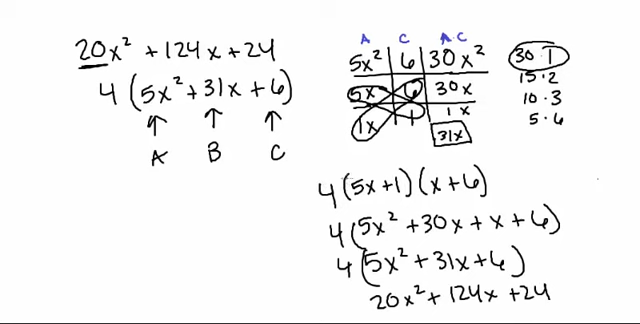 20x² + 124x + 24
4 (5x² + 31x + 6)
A B C
A C A·C
5x² 6 30x²
5x 6 30x
1x 1 1x
31x
30·1
15·2
10·3
5·6
4 (5x+1) (x+6)
4 (5x² + 30x + x + 6)
4 (5x² + 31x + 6)
20x² + 124x + 24